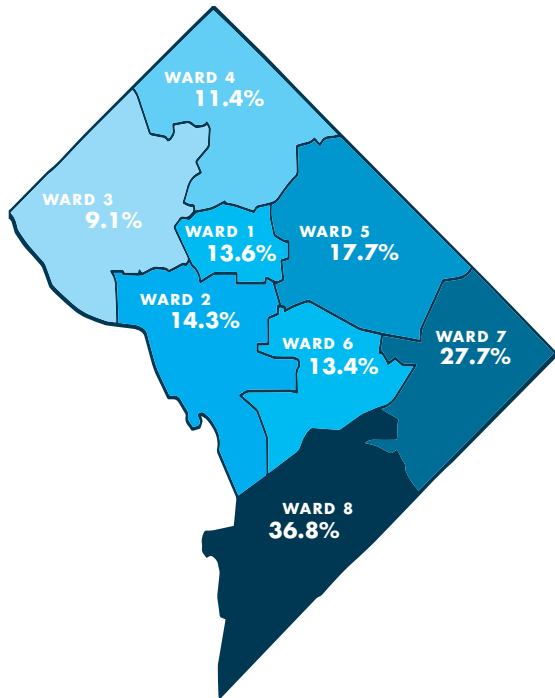 WARD 4
11.4%
WARD 3
9.1%
WARD 1
13.6%
WARD 5
17.7%
WARD 2
14.3%
WARD 6
13.4%
WARD 7
27.7%
WARD 8
36.8%